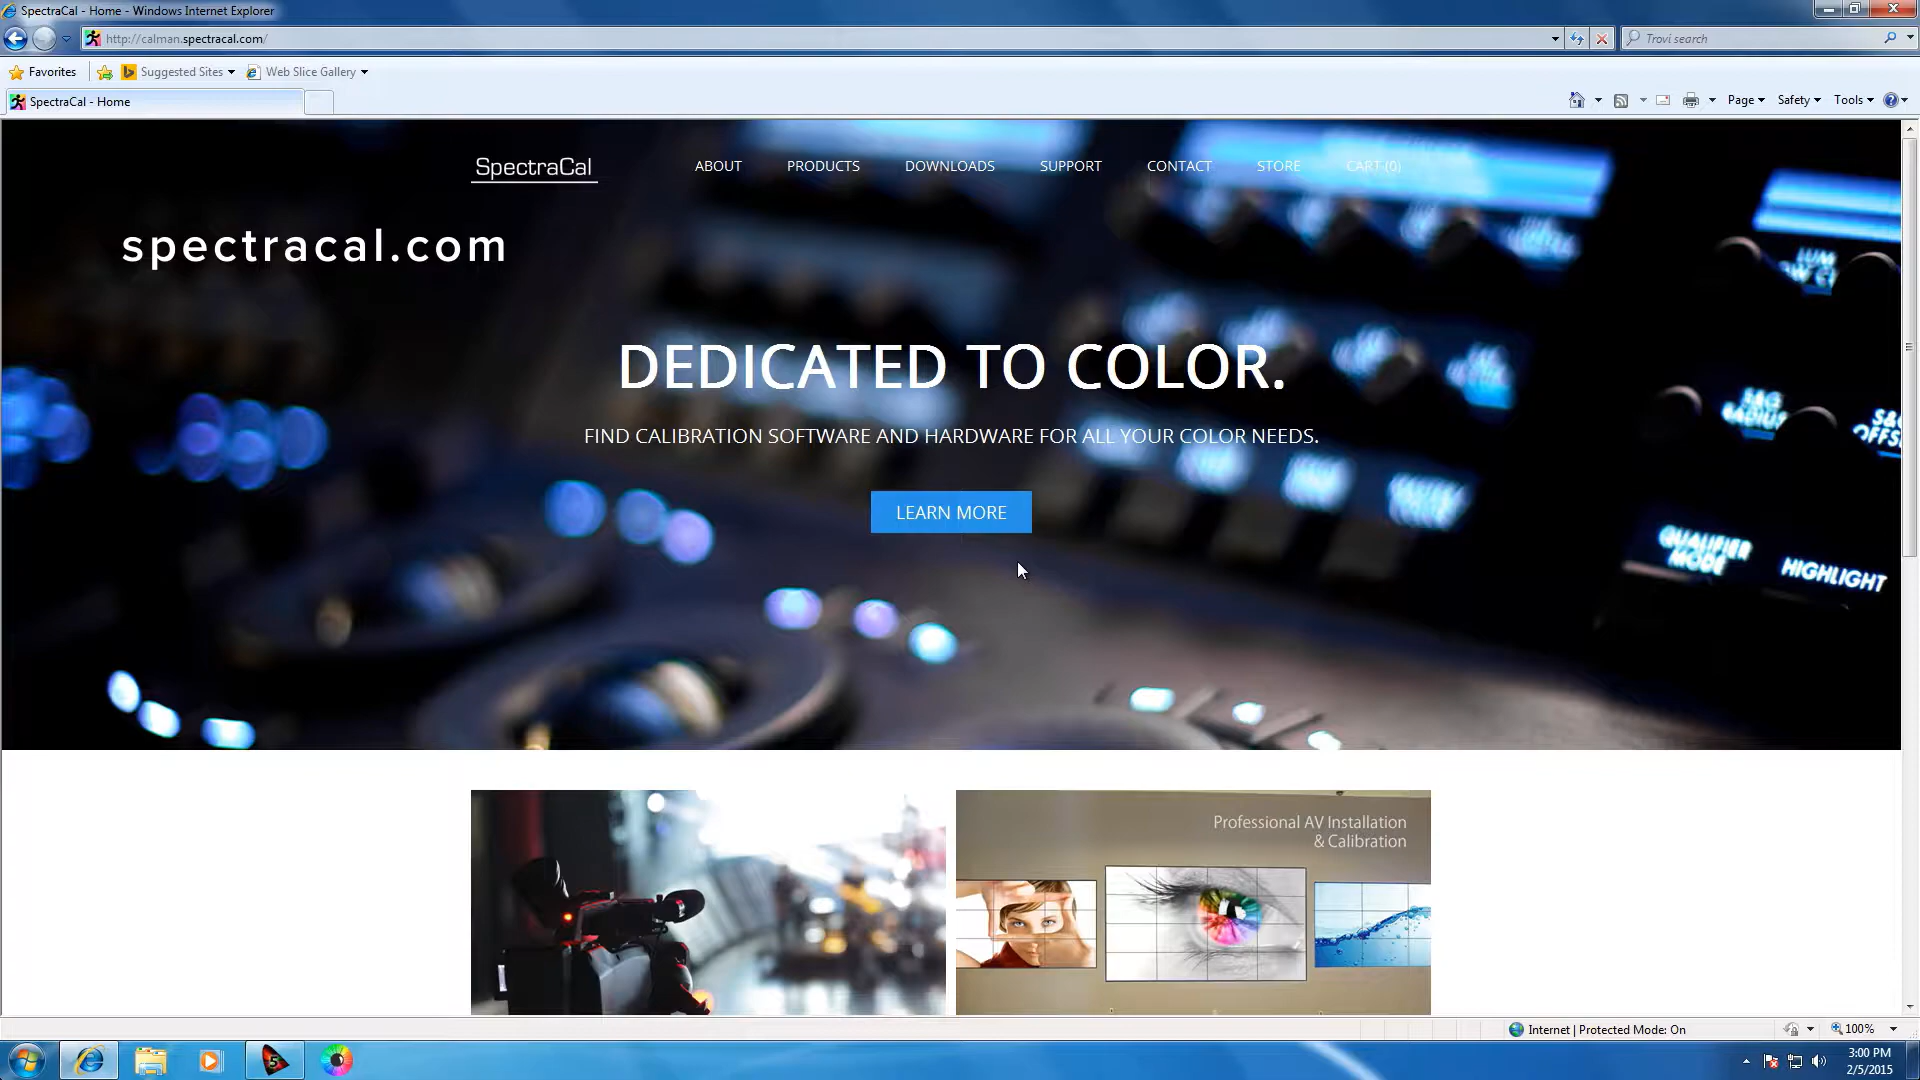 SpectraCal - Home - Windows Internet Explorer
http://calman.spectracal.com/
Trovi search
Favorites
Suggested Sites
Web Slice Gallery
SpectraCal - Home
Page
Safety
Tools
SpectraCal
ABOUT
PRODUCTS
DOWNLOADS
SUPPORT
CONTACT
STORE
CART (0)
spectracal.com
DEDICATED TO COLOR.
FIND CALIBRATION SOFTWARE AND HARDWARE FOR ALL YOUR COLOR NEEDS.
LEARN MORE
QUALIFIER
MODE
HIGHLIGHT
Professional AV Installation
& Calibration
Internet | Protected Mode: On
100%
5
3:00 PM
2/5/2015